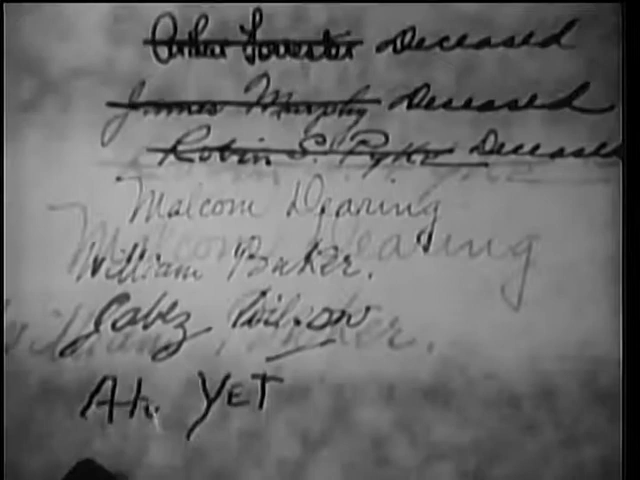 Arthur Forrester Deceased
James Murphy Deceased
Robin S. Pyke Deceased
Malcom Dearing
William Baker.
Jabez Wilson
Ah. YET